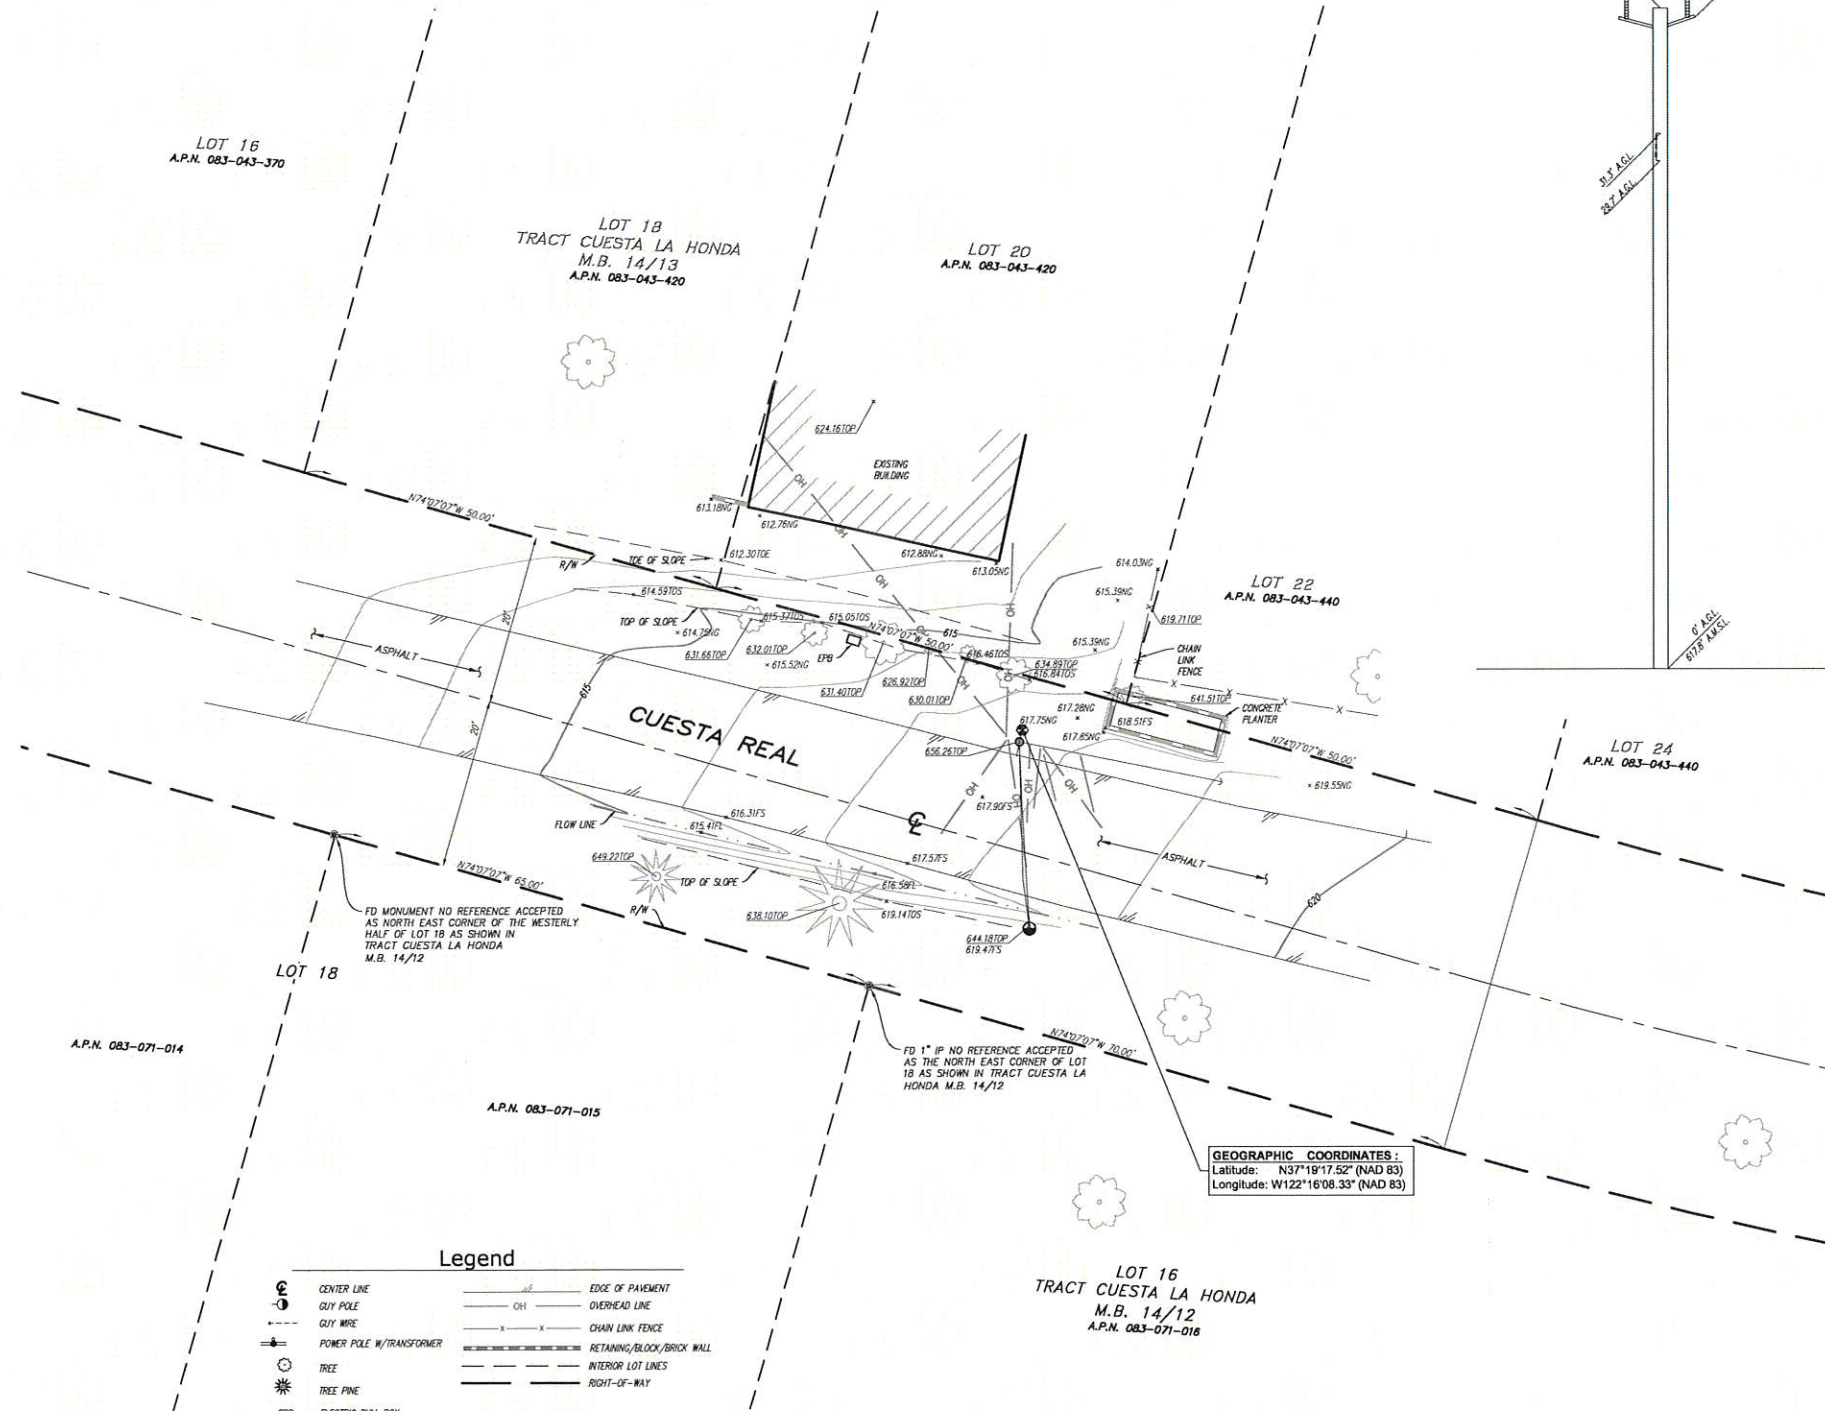 LOT 16
A.P.N. 083-043-370
LOT 18
TRACT CUESTA LA HONDA
M.B. 14/13
A.P.N. 083-043-420
LOT 20
A.P.N. 083-043-420
31.3' A.G.L.
29.7' A.G.L.
0' A.G.L.
617.8' A.M.S.L.
624.16TOP
EXISTING
BUILDING
OH
OH
OH
OH
OH
OH
OH
OH
OH
OH
OH
613.18NG
612.76NG
612.88NG
613.05NG
N74°07'07"W 50.00'
R/W
TOE OF SLOPE
612.30TOE
614.03NG
615.39NG
LOT 22
A.P.N. 083-043-440
619.71TOP
614.59TOS
TOP OF SLOPE
614.75NG
615.37TOS
615.05TOS
N74°07'07"W 50.00'
615
615.39NG
CHAIN
LINK
FENCE
20'
ASPHALT
631.66TOP
632.01TOP
EPB
615.52NG
616.46TOS
634.89TOP
616.84TOS
631.40TOP
626.92TOP
630.01TOP
641.51TOP
CONCRETE
PLANTER
615
20'
CUESTA REAL
617.28NG
617.75NG
618.51FS
617.85NG
656.26TOP
N74°07'07"W 50.00'
LOT 24
A.P.N. 083-043-440
619.55NG
617.90FS
FLOW LINE
616.31FS
615.41FL
℄
617.57FS
ASPHALT
649.22TOP
TOP OF SLOPE
N74°07'07"W 65.00'
616.58FL
620
R/W
638.10TOP
619.14TOS
644.18TOP
619.47FS
FD MONUMENT NO REFERENCE ACCEPTED
AS NORTH EAST CORNER OF THE WESTERLY
HALF OF LOT 18 AS SHOWN IN
TRACT CUESTA LA HONDA
M.B. 14/12
LOT 18
A.P.N. 083-071-014
N74°07'07"W 70.00'
FD 1" IP NO REFERENCE ACCEPTED
AS THE NORTH EAST CORNER OF LOT
18 AS SHOWN IN TRACT CUESTA LA
HONDA M.B. 14/12
A.P.N. 083-071-015
GEOGRAPHIC COORDINATES :
Latitude: N37°19'17.52" (NAD 83)
Longitude: W122°16'08.33" (NAD 83)
LOT 16
TRACT CUESTA LA HONDA
M.B. 14/12
A.P.N. 083-071-016
Legend
℄ CENTER LINE
GUY POLE
GUY WIRE
POWER POLE W/TRANSFORMER
TREE
TREE PINE
EDGE OF PAVEMENT
OH OVERHEAD LINE
X X CHAIN LINK FENCE
RETAINING/BLOCK/BRICK WALL
INTERIOR LOT LINES
RIGHT-OF-WAY